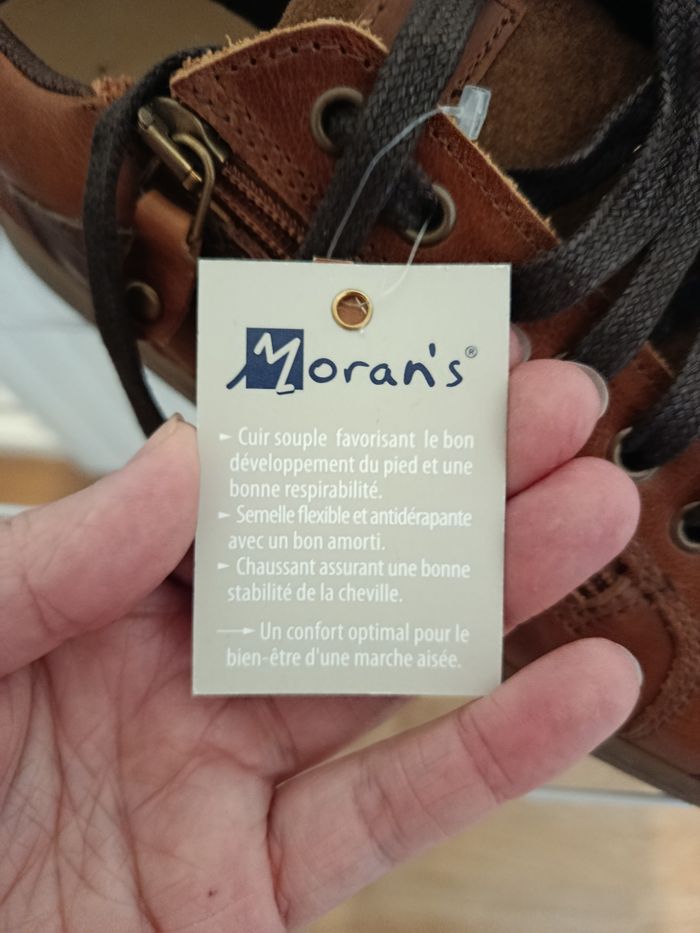 Moran's®
► Cuir souple favorisant le bon
développement du pied et une
bonne respirabilité.
► Semelle flexible et antidérapante
avec un bon amorti.
► Chaussant assurant une bonne
stabilité de la cheville.
→ Un confort optimal pour le
bien-être d'une marche aisée.